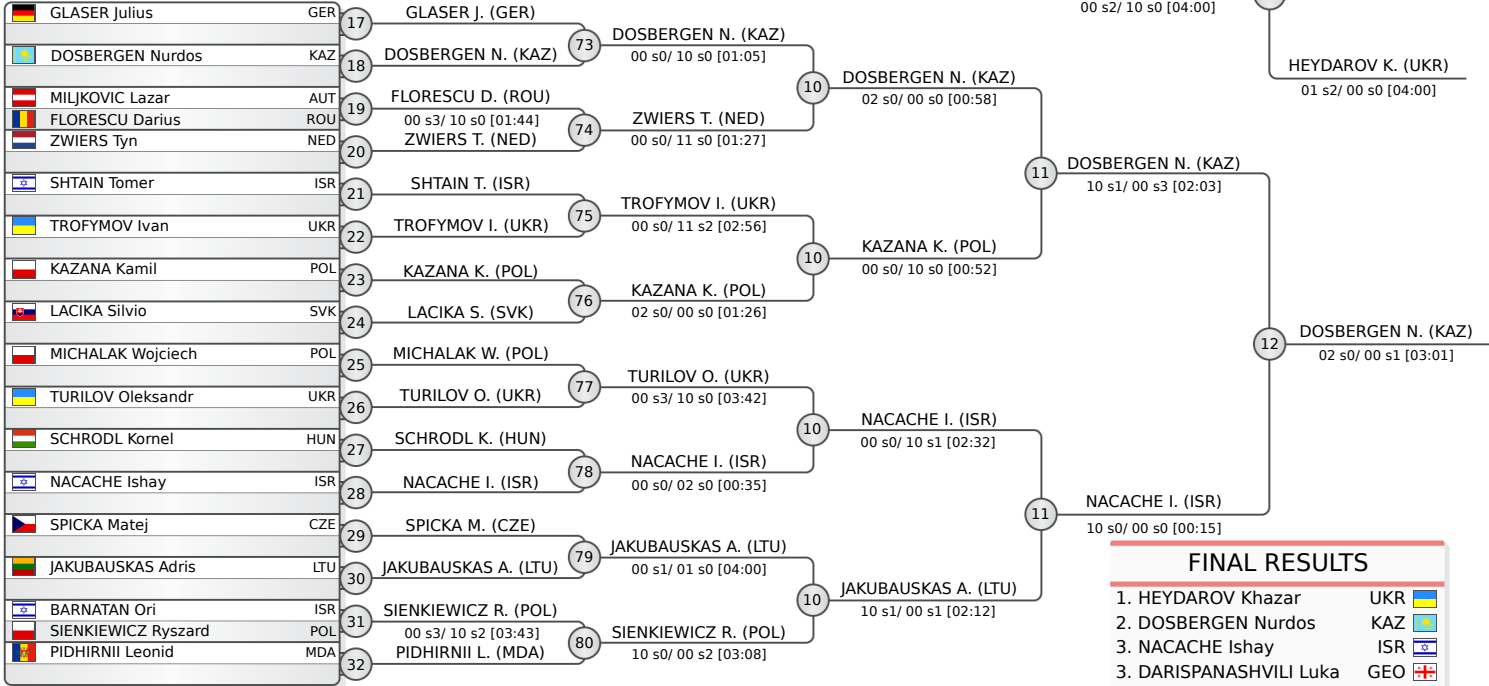 GLASER Julius GER
DOSBERGEN Nurdos KAZ
MILJKOVIC Lazar AUT
FLORESCU Darius ROU
ZWIERS Tyn NED
SHTAIN Tomer ISR
TROFYMOV Ivan UKR
KAZANA Kamil POL
LACIKA Silvio SVK
MICHALAK Wojciech POL
TURILOV Oleksandr UKR
SCHRODL Kornel HUN
NACACHE Ishay ISR
SPICKA Matej CZE
JAKUBAUSKAS Adris LTU
BARNATAN Ori ISR
SIENKIEWICZ Ryszard POL
PIDHIRNII Leonid MDA
17
18
19
20
21
22
23
24
25
26
27
28
29
30
31
32
GLASER J. (GER)
DOSBERGEN N. (KAZ)
FLORESCU D. (ROU)
00 s3/ 10 s0 [01:44]
ZWIERS T. (NED)
SHTAIN T. (ISR)
TROFYMOV I. (UKR)
KAZANA K. (POL)
LACIKA S. (SVK)
MICHALAK W. (POL)
TURILOV O. (UKR)
SCHRODL K. (HUN)
NACACHE I. (ISR)
SPICKA M. (CZE)
JAKUBAUSKAS A. (LTU)
SIENKIEWICZ R. (POL)
00 s3/ 10 s2 [03:43]
PIDHIRNII L. (MDA)
73
74
75
76
77
78
79
80
DOSBERGEN N. (KAZ)
00 s0/ 10 s0 [01:05]
ZWIERS T. (NED)
00 s0/ 11 s0 [01:27]
TROFYMOV I. (UKR)
00 s0/ 11 s2 [02:56]
KAZANA K. (POL)
02 s0/ 00 s0 [01:26]
TURILOV O. (UKR)
00 s3/ 10 s0 [03:42]
NACACHE I. (ISR)
00 s0/ 02 s0 [00:35]
JAKUBAUSKAS A. (LTU)
00 s1/ 01 s0 [04:00]
SIENKIEWICZ R. (POL)
10 s0/ 00 s2 [03:08]
10
10
10
10
DOSBERGEN N. (KAZ)
02 s0/ 00 s0 [00:58]
KAZANA K. (POL)
00 s0/ 10 s0 [00:52]
NACACHE I. (ISR)
00 s0/ 10 s1 [02:32]
JAKUBAUSKAS A. (LTU)
10 s1/ 00 s1 [02:12]
11
11
DOSBERGEN N. (KAZ)
10 s1/ 00 s3 [02:03]
NACACHE I. (ISR)
10 s0/ 00 s0 [00:15]
12
DOSBERGEN N. (KAZ)
02 s0/ 00 s1 [03:01]
00 s2/ 10 s0 [04:00]
HEYDAROV K. (UKR)
01 s2/ 00 s0 [04:00]
FINAL RESULTS
1. HEYDAROV Khazar UKR
2. DOSBERGEN Nurdos KAZ
3. NACACHE Ishay ISR
3. DARISPANASHVILI Luka GEO